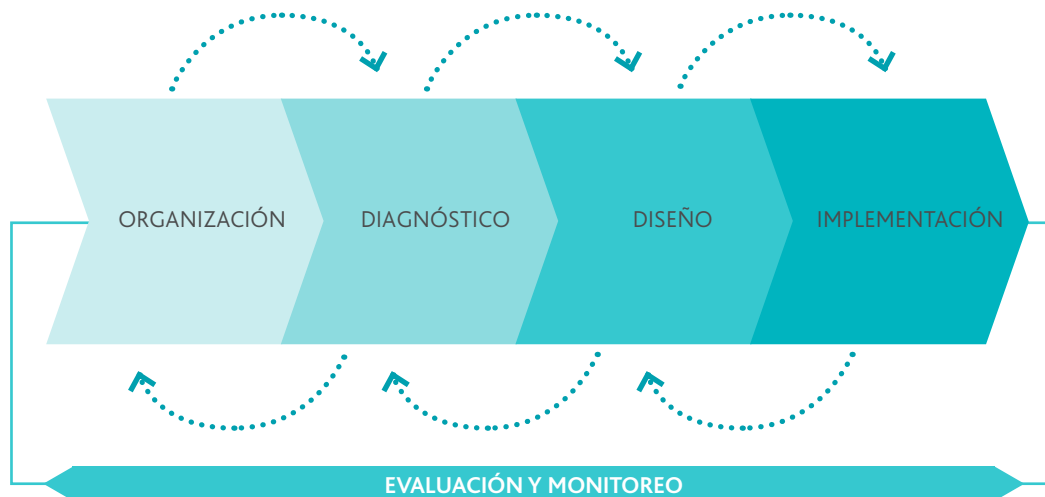 ORGANIZACIÓN
DIAGNÓSTICO
DISEÑO
IMPLEMENTACIÓN
EVALUACIÓN Y MONITOREO